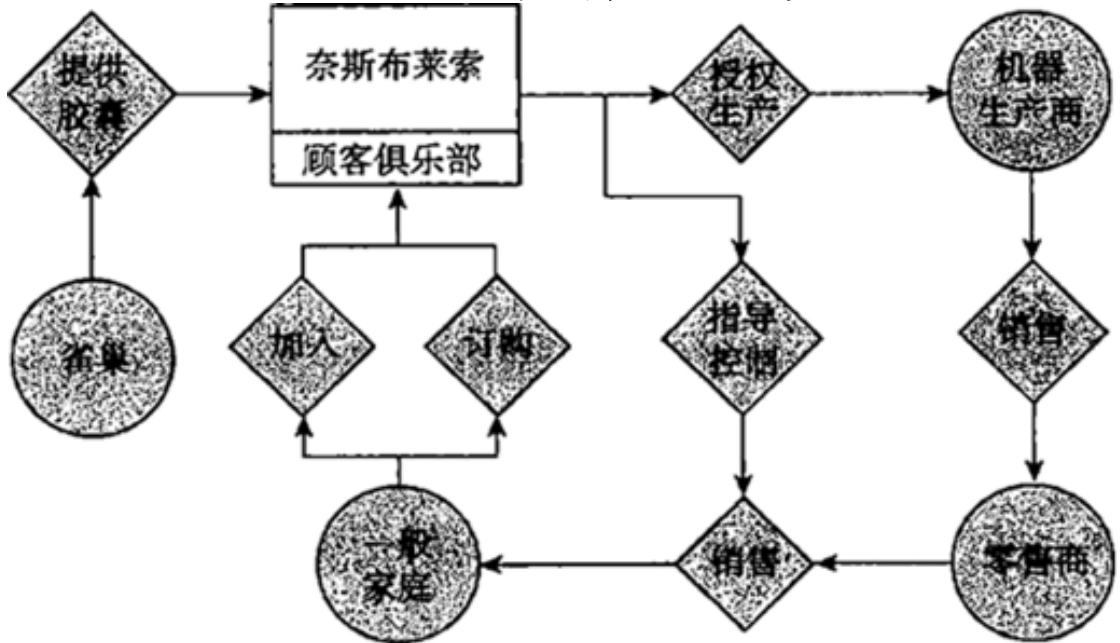 提供
胶囊
奈斯布莱索
顾客俱乐部
授权
生产
机器
生产商
雀巢
加入
订购
指导
控制
销售
一般
家庭
销售
零售商